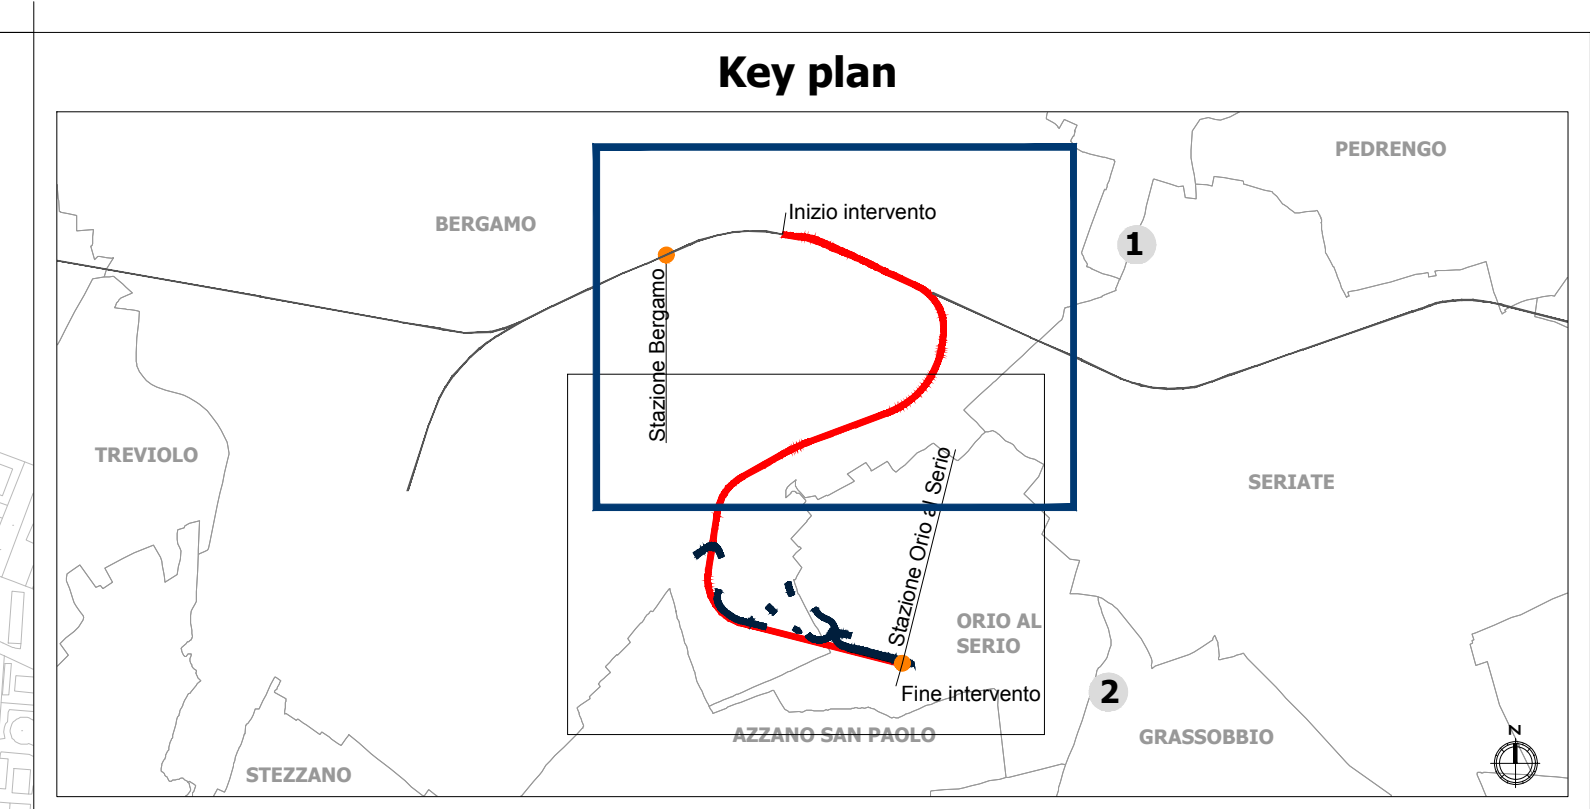 Key plan
PEDRENGO
BERGAMO
Inizio intervento
1
Stazione Bergamo
TREVIOLO
SERIATE
Stazione Orio al Serio
ORIO AL
SERIO
Fine intervento
2
AZZANO SAN PAOLO
GRASSOBBIO
N
STEZZANO